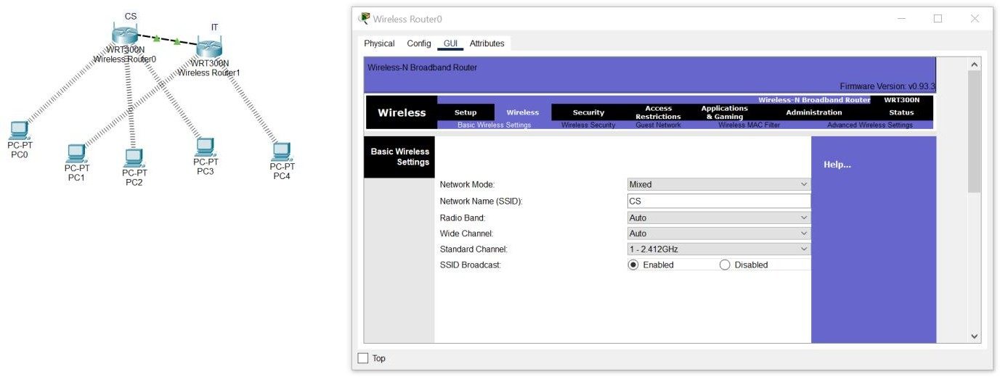 CS
IT
WRT300N
Wireless Router0
WRT300N
Wireless Router1
PC-PT
PC0
PC-PT
PC1
PC-PT
PC2
PC-PT
PC3
PC-PT
PC4
Wireless Router0
Physical Config GUI Attributes
Wireless-N Broadband Router
Firmware Version: v0.93.3
Wireless-N Broadband Router WRT300N
Wireless
Setup Wireless Security Access Restrictions Applications & Gaming Administration Status
Basic Wireless Settings Wireless Security Guest Network Wireless MAC Filter Advanced Wireless Settings
Basic Wireless
Settings
Help...
Network Mode: Mixed
Network Name (SSID): CS
Radio Band: Auto
Wide Channel: Auto
Standard Channel: 1 - 2.412GHz
SSID Broadcast: Enabled Disabled
Top